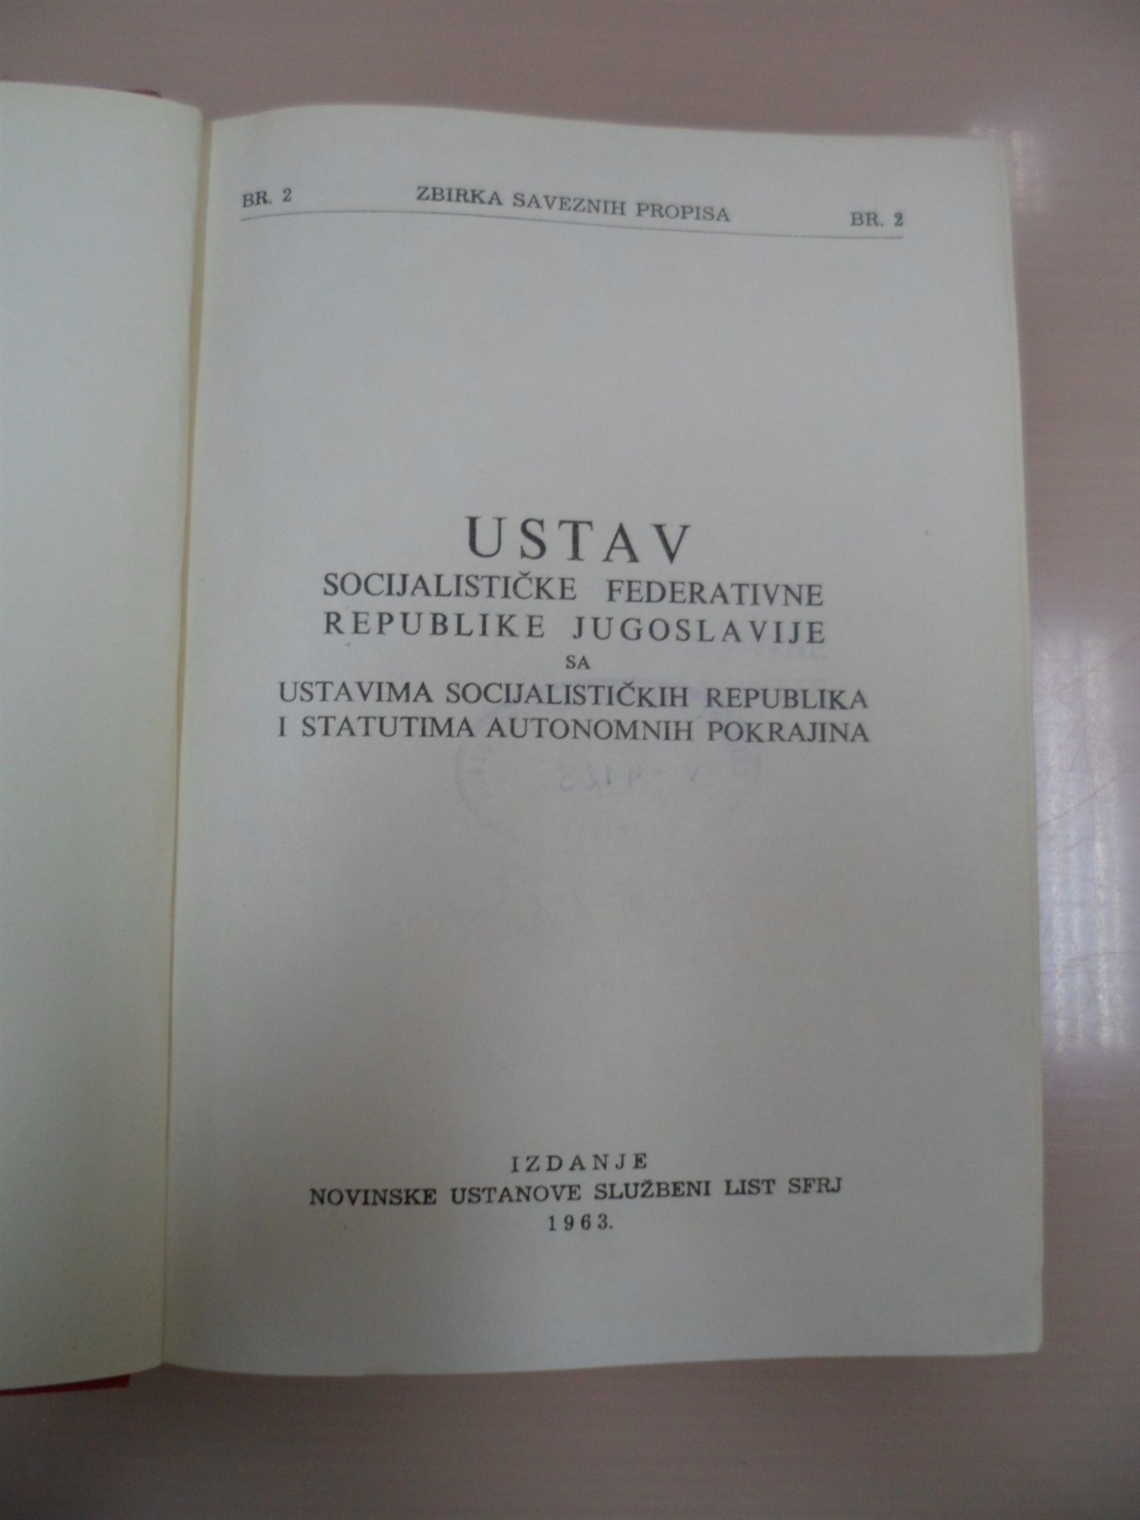 BR. 2 ZBIRKA SAVEZNIH PROPISA BR. 2
USTAV
SOCIJALISTIČKE FEDERATIVNE
REPUBLIKE JUGOSLAVIJE
SA
USTAVIMA SOCIJALISTIČKIH REPUBLIKA
I STATUTIMA AUTONOMNIH POKRAJINA
IZDANJE
NOVINSKE USTANOVE SLUŽBENI LIST SFRJ
1963.